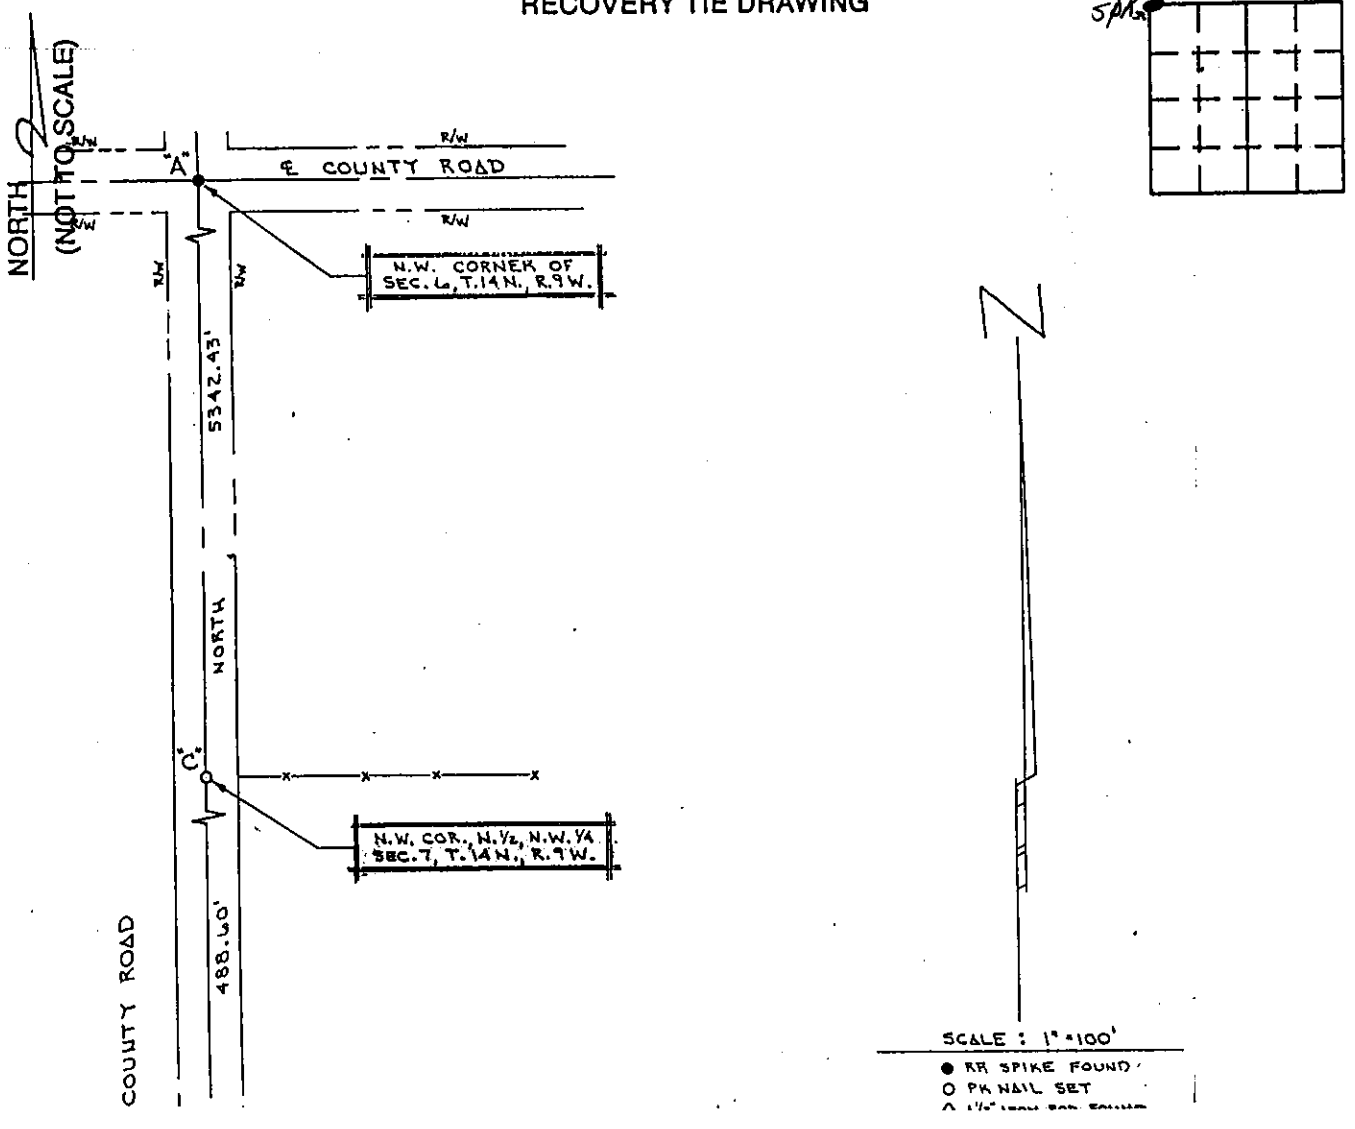 RECOVERY TIE DRAWING
NORTH
(NOT TO SCALE)
R/W
R/W
"A"
℄ COUNTY ROAD
R/W
R/W
R/W
R/W
N.W. CORNER OF
SEC. 6, T.14N., R.9W.
5342.43'
NORTH
"C"
N.W. COR., N.½, N.W.¼
SEC. 7, T.14N., R.9W.
488.60'
COUNTY ROAD
SCALE : 1"=100'
● RR SPIKE FOUND
○ PK NAIL SET